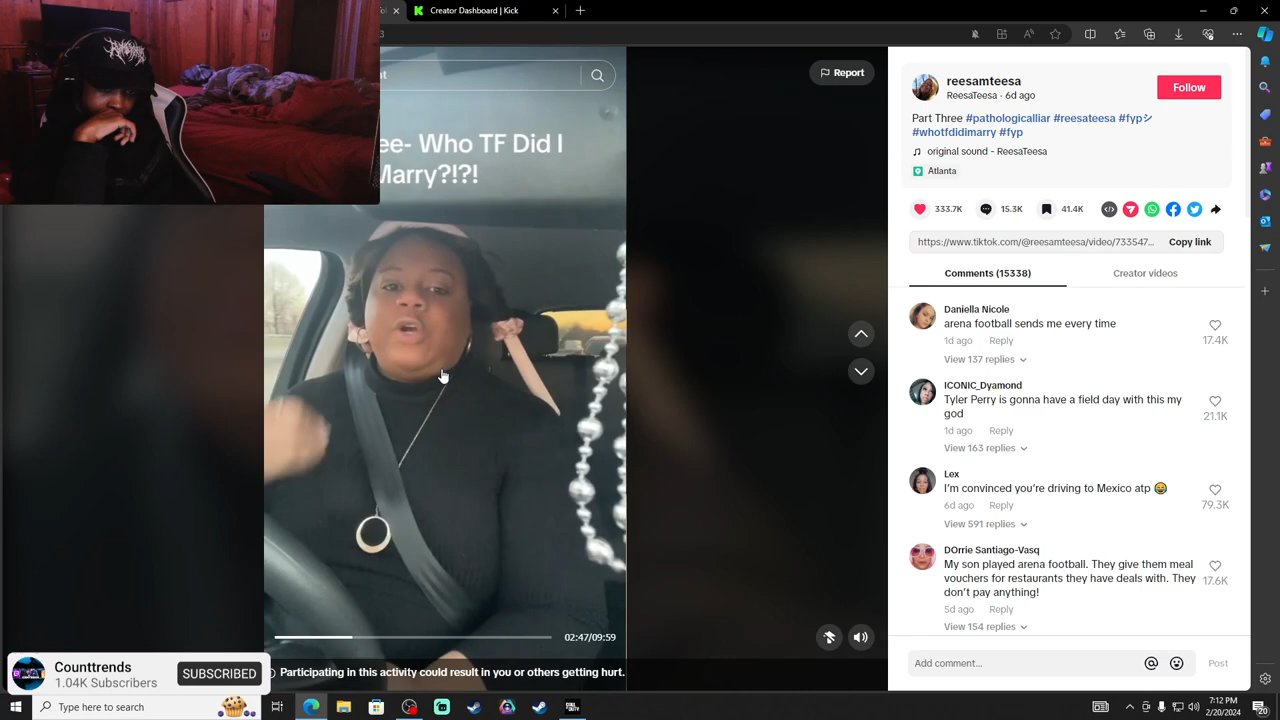 Creator Dashboard | Kick
Report
ee- Who TF Did I
Marry?!?!
02:47/09:59
Participating in this activity could result in you or others getting hurt.
Counttrends
1.04K Subscribers
SUBSCRIBED
reesamteesa
ReesaTeesa · 6d ago
Follow
Part Three #pathologicalliar #reesateesa #fypシ
#whotfdidimarry #fyp
original sound - ReesaTeesa
Atlanta
333.7K
15.3K
41.4K
https://www.tiktok.com/@reesamteesa/video/733547...
Copy link
Comments (15338)
Creator videos
Daniella Nicole
arena football sends me every time
1d ago Reply
17.4K
View 137 replies
ICONIC_Dyamond
Tyler Perry is gonna have a field day with this my
god
21.1K
1d ago Reply
View 163 replies
Lex
I'm convinced you're driving to Mexico atp 😂
79.3K
6d ago Reply
View 591 replies
DOrrie Santiago-Vasq
My son played arena football. They give them meal
vouchers for restaurants they have deals with. They
don't pay anything!
17.6K
5d ago Reply
View 154 replies
Add comment...
Post
Type here to search
7:12 PM
2/20/2024